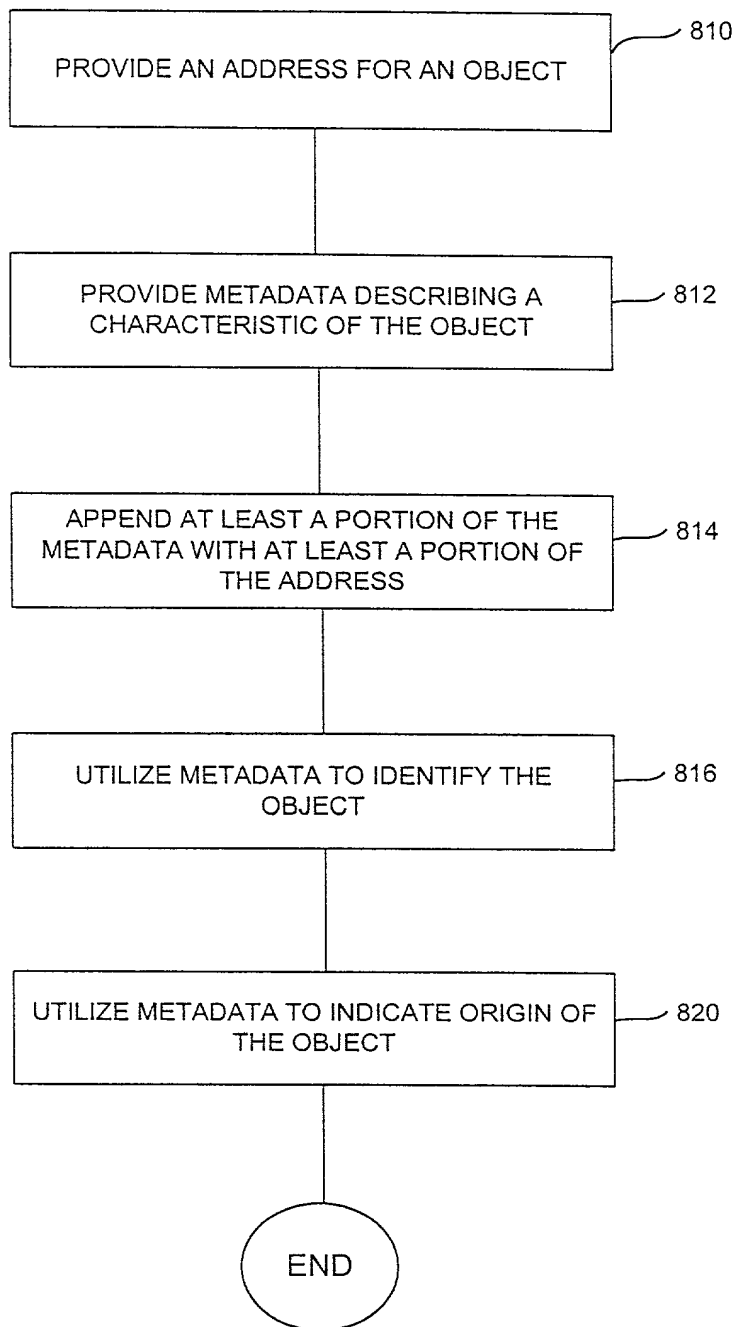 PROVIDE AN ADDRESS FOR AN OBJECT
810
PROVIDE METADATA DESCRIBING A
CHARACTERISTIC OF THE OBJECT
812
APPEND AT LEAST A PORTION OF THE
METADATA WITH AT LEAST A PORTION OF
THE ADDRESS
814
UTILIZE METADATA TO IDENTIFY THE
OBJECT
816
UTILIZE METADATA TO INDICATE ORIGIN OF
THE OBJECT
820
END